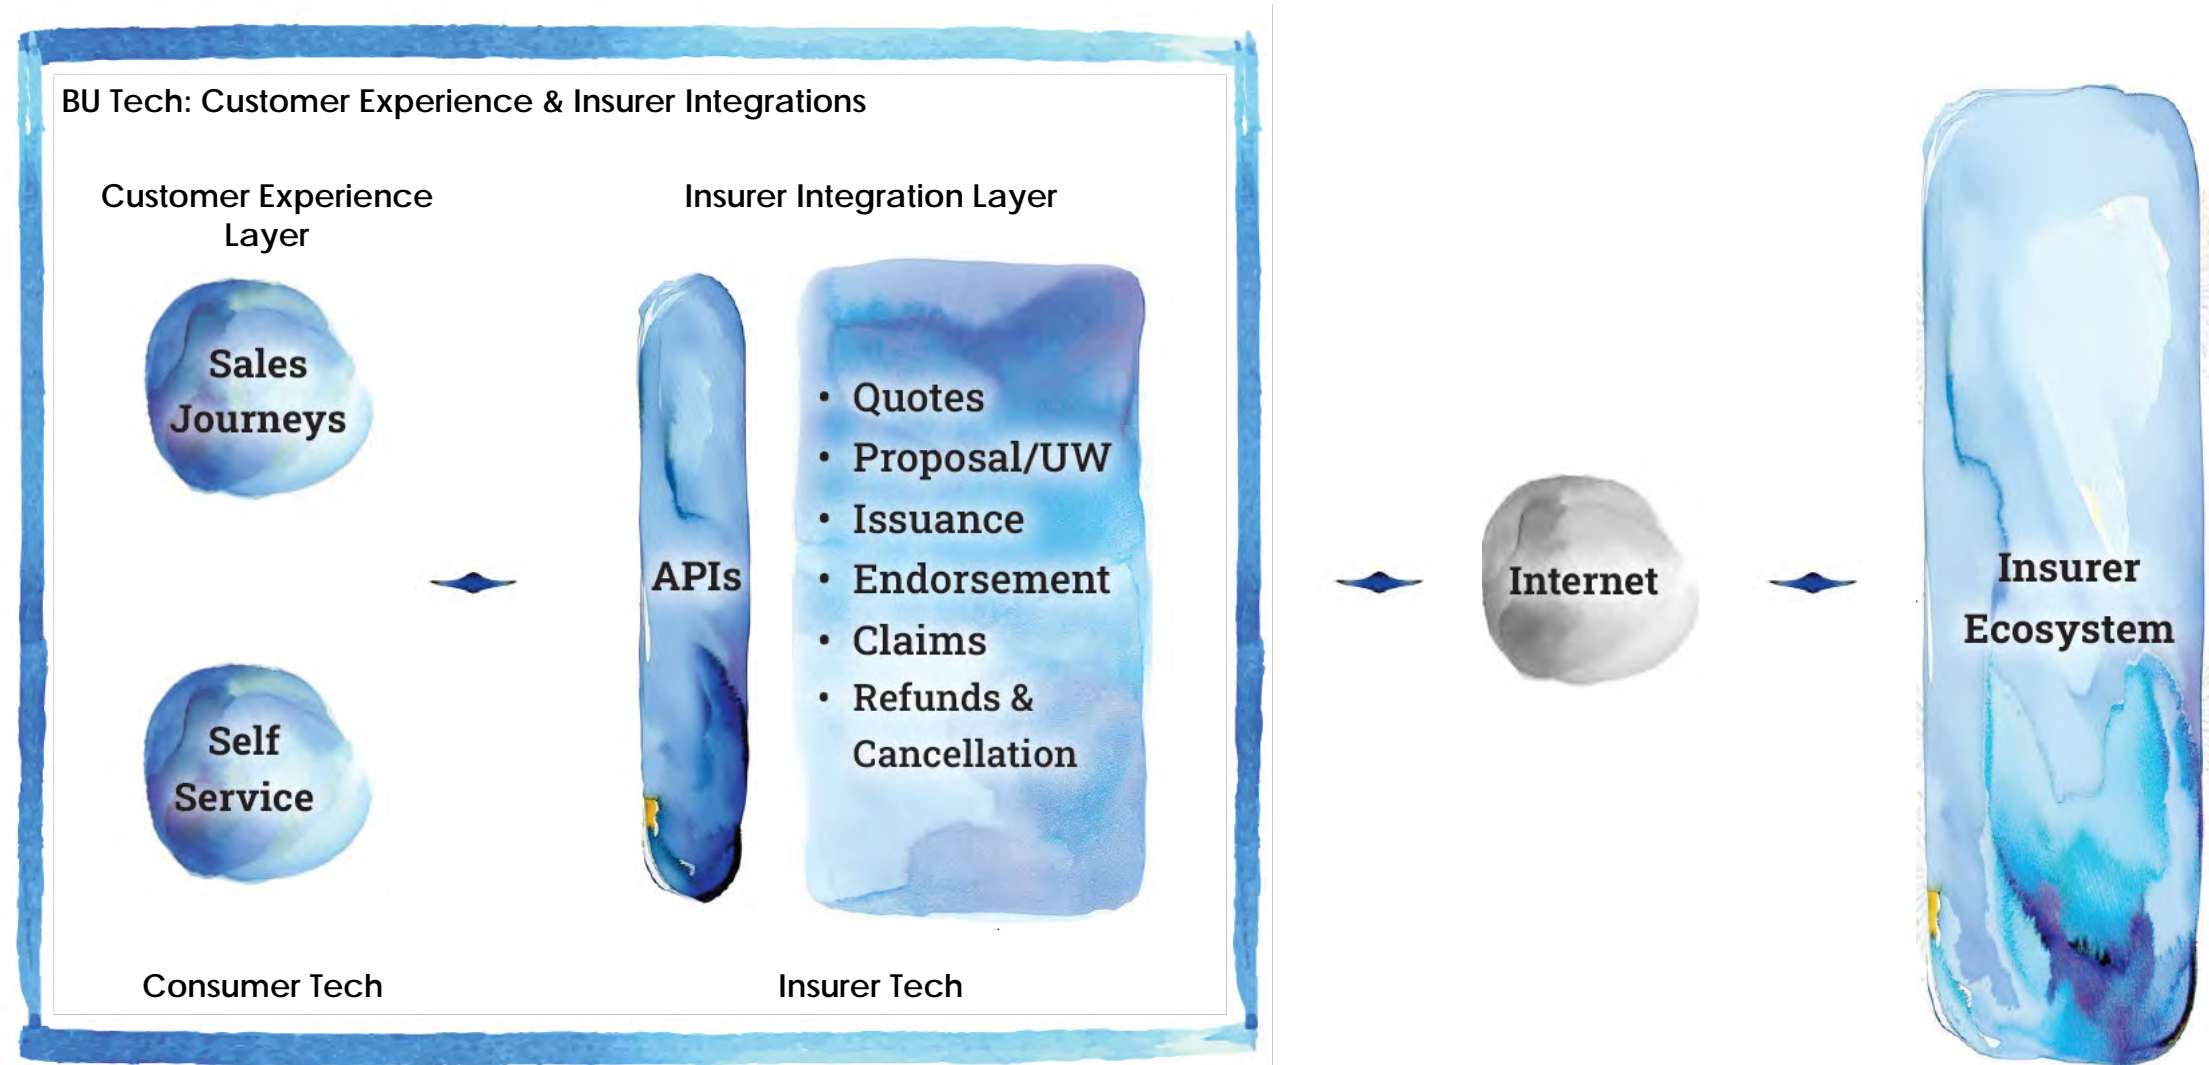 BU Tech: Customer Experience & Insurer Integrations
Customer Experience
Layer
Sales
Journeys
Self
Service
Consumer Tech
Insurer Integration Layer
APIs
• Quotes
• Proposal/UW
• Issuance
• Endorsement
• Claims
• Refunds &
Cancellation
Insurer Tech
Internet
Insurer
Ecosystem